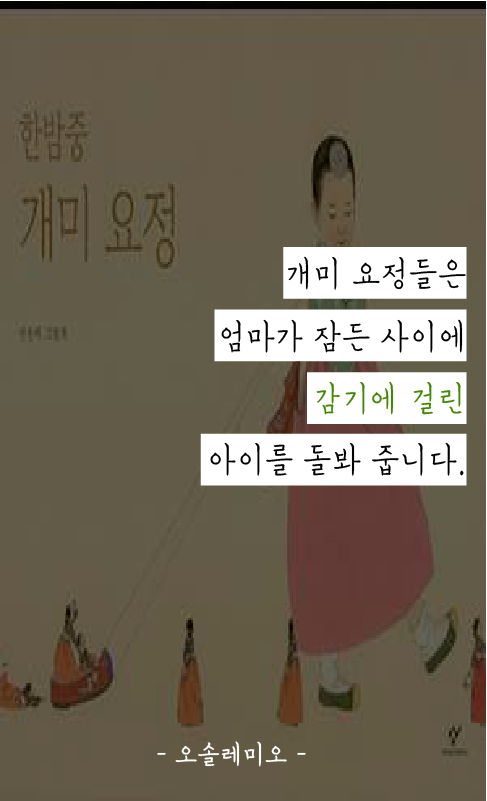 한밤중
개미 요정
개미 요정들은
엄마가 잠든 사이에
감기에 걸린
아이를 돌봐 줍니다.
- 오솔레미오 -